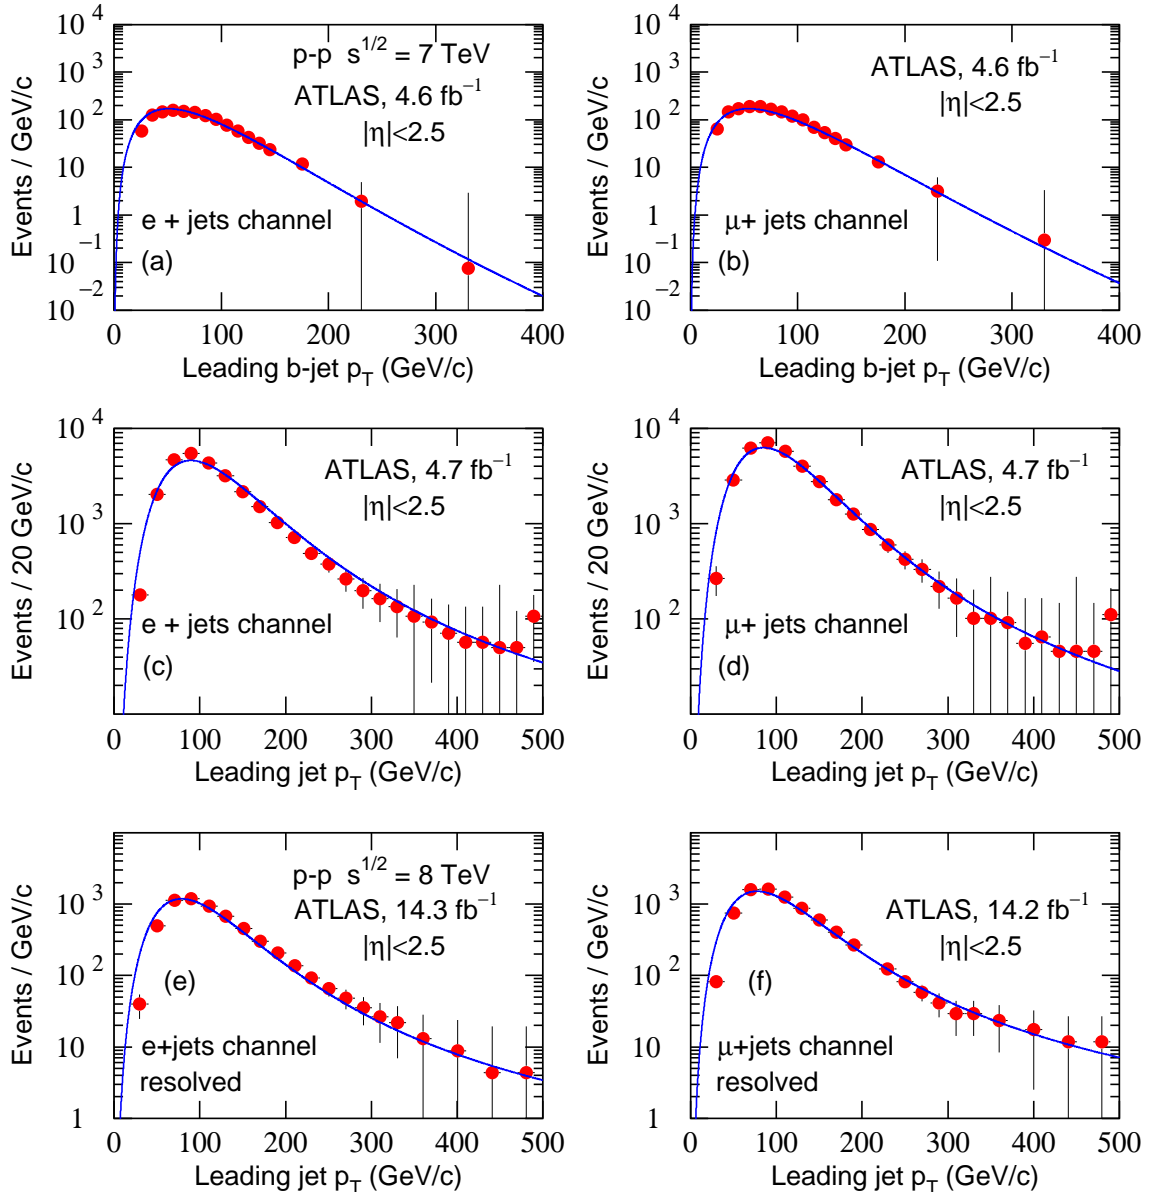 10^4
10^3
10^2
10
1
10^-1
10^-2
Events / GeV/c
p-p s^1/2 = 7 TeV
ATLAS, 4.6 fb^-1
|η|<2.5
e + jets channel
(a)
0 100 200 300 400
Leading b-jet p_T (GeV/c)
10^4
10^3
10^2
10
1
10^-1
10^-2
Events / GeV/c
ATLAS, 4.6 fb^-1
|η|<2.5
μ+ jets channel
(b)
0 100 200 300 400
Leading b-jet p_T (GeV/c)
10^4
10^3
10^2
Events / 20 GeV/c
ATLAS, 4.7 fb^-1
|η|<2.5
e + jets channel
(c)
0 100 200 300 400 500
Leading jet p_T (GeV/c)
10^4
10^3
10^2
Events / 20 GeV/c
ATLAS, 4.7 fb^-1
|η|<2.5
μ+ jets channel
(d)
0 100 200 300 400 500
Leading jet p_T (GeV/c)
10^3
10^2
10
1
Events / GeV/c
p-p s^1/2 = 8 TeV
ATLAS, 14.3 fb^-1
|η|<2.5
(e)
e+jets channel
resolved
0 100 200 300 400 500
Leading jet p_T (GeV/c)
10^3
10^2
10
1
Events / GeV/c
ATLAS, 14.2 fb^-1
|η|<2.5
(f)
μ+jets channel
resolved
0 100 200 300 400 500
Leading jet p_T (GeV/c)